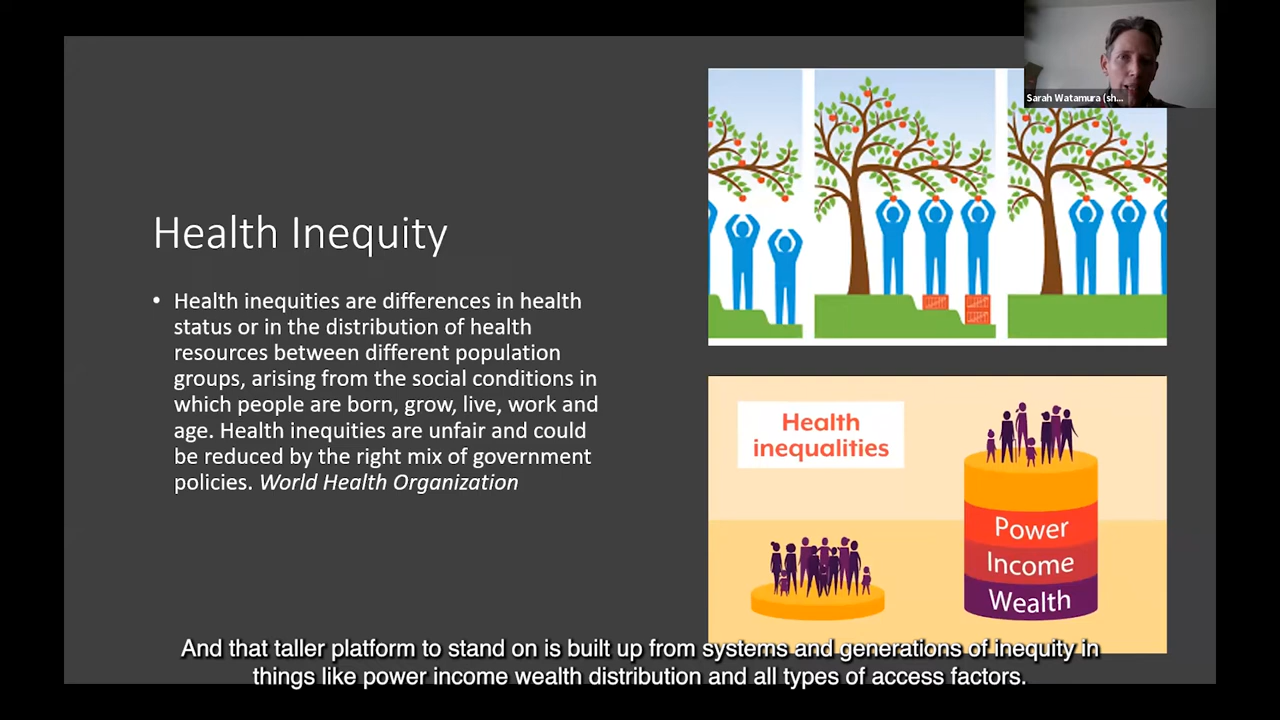 Sarah Watamura (sh...
Health Inequity
• Health inequities are differences in health
status or in the distribution of health
resources between different population
groups, arising from the social conditions in
which people are born, grow, live, work and
age. Health inequities are unfair and could
be reduced by the right mix of government
policies. World Health Organization
Health
inequalities
Power
Income
Wealth
And that taller platform to stand on is built up from systems and generations of inequity in
things like power income wealth distribution and all types of access factors.